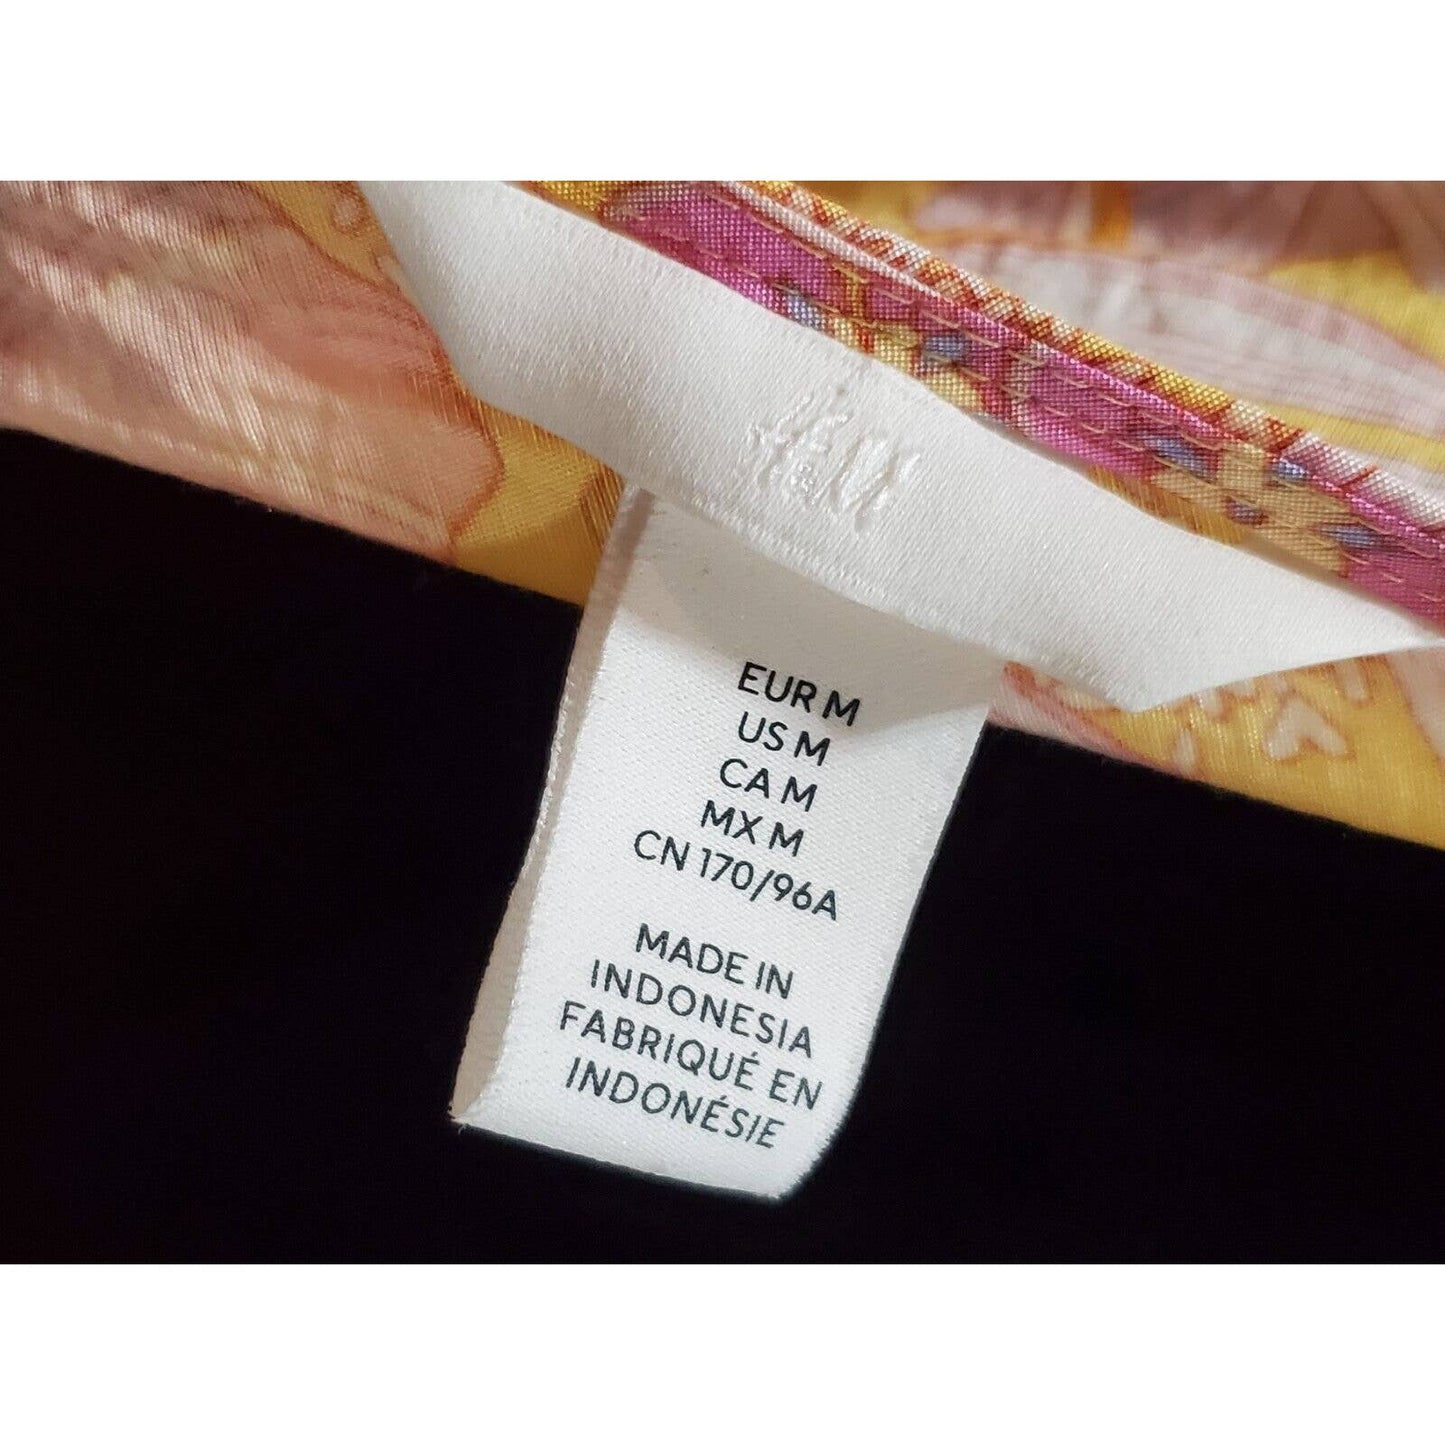 H&M
EUR M
US M
CA M
MX M
CN 170/96A
MADE IN
INDONESIA
FABRIQUÉ EN
INDONÉSIE